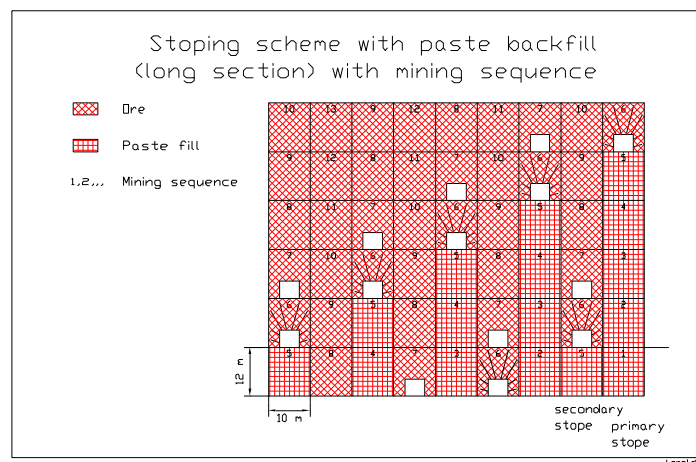 Stoping scheme with paste backfill
(long section) with mining sequence
Ore
Paste fill
1,2,,, Mining sequence
10 13 9 12 8 11 7 10 6
9 12 8 11 7 10 6 9 5
8 11 7 10 6 9 5 8 4
7 10 6 9 5 8 4 7 3
6 9 5 8 4 7 3 6 2
5 8 4 7 3 6 2 5 1
12 m
10 m
secondary
stope
primary
stope